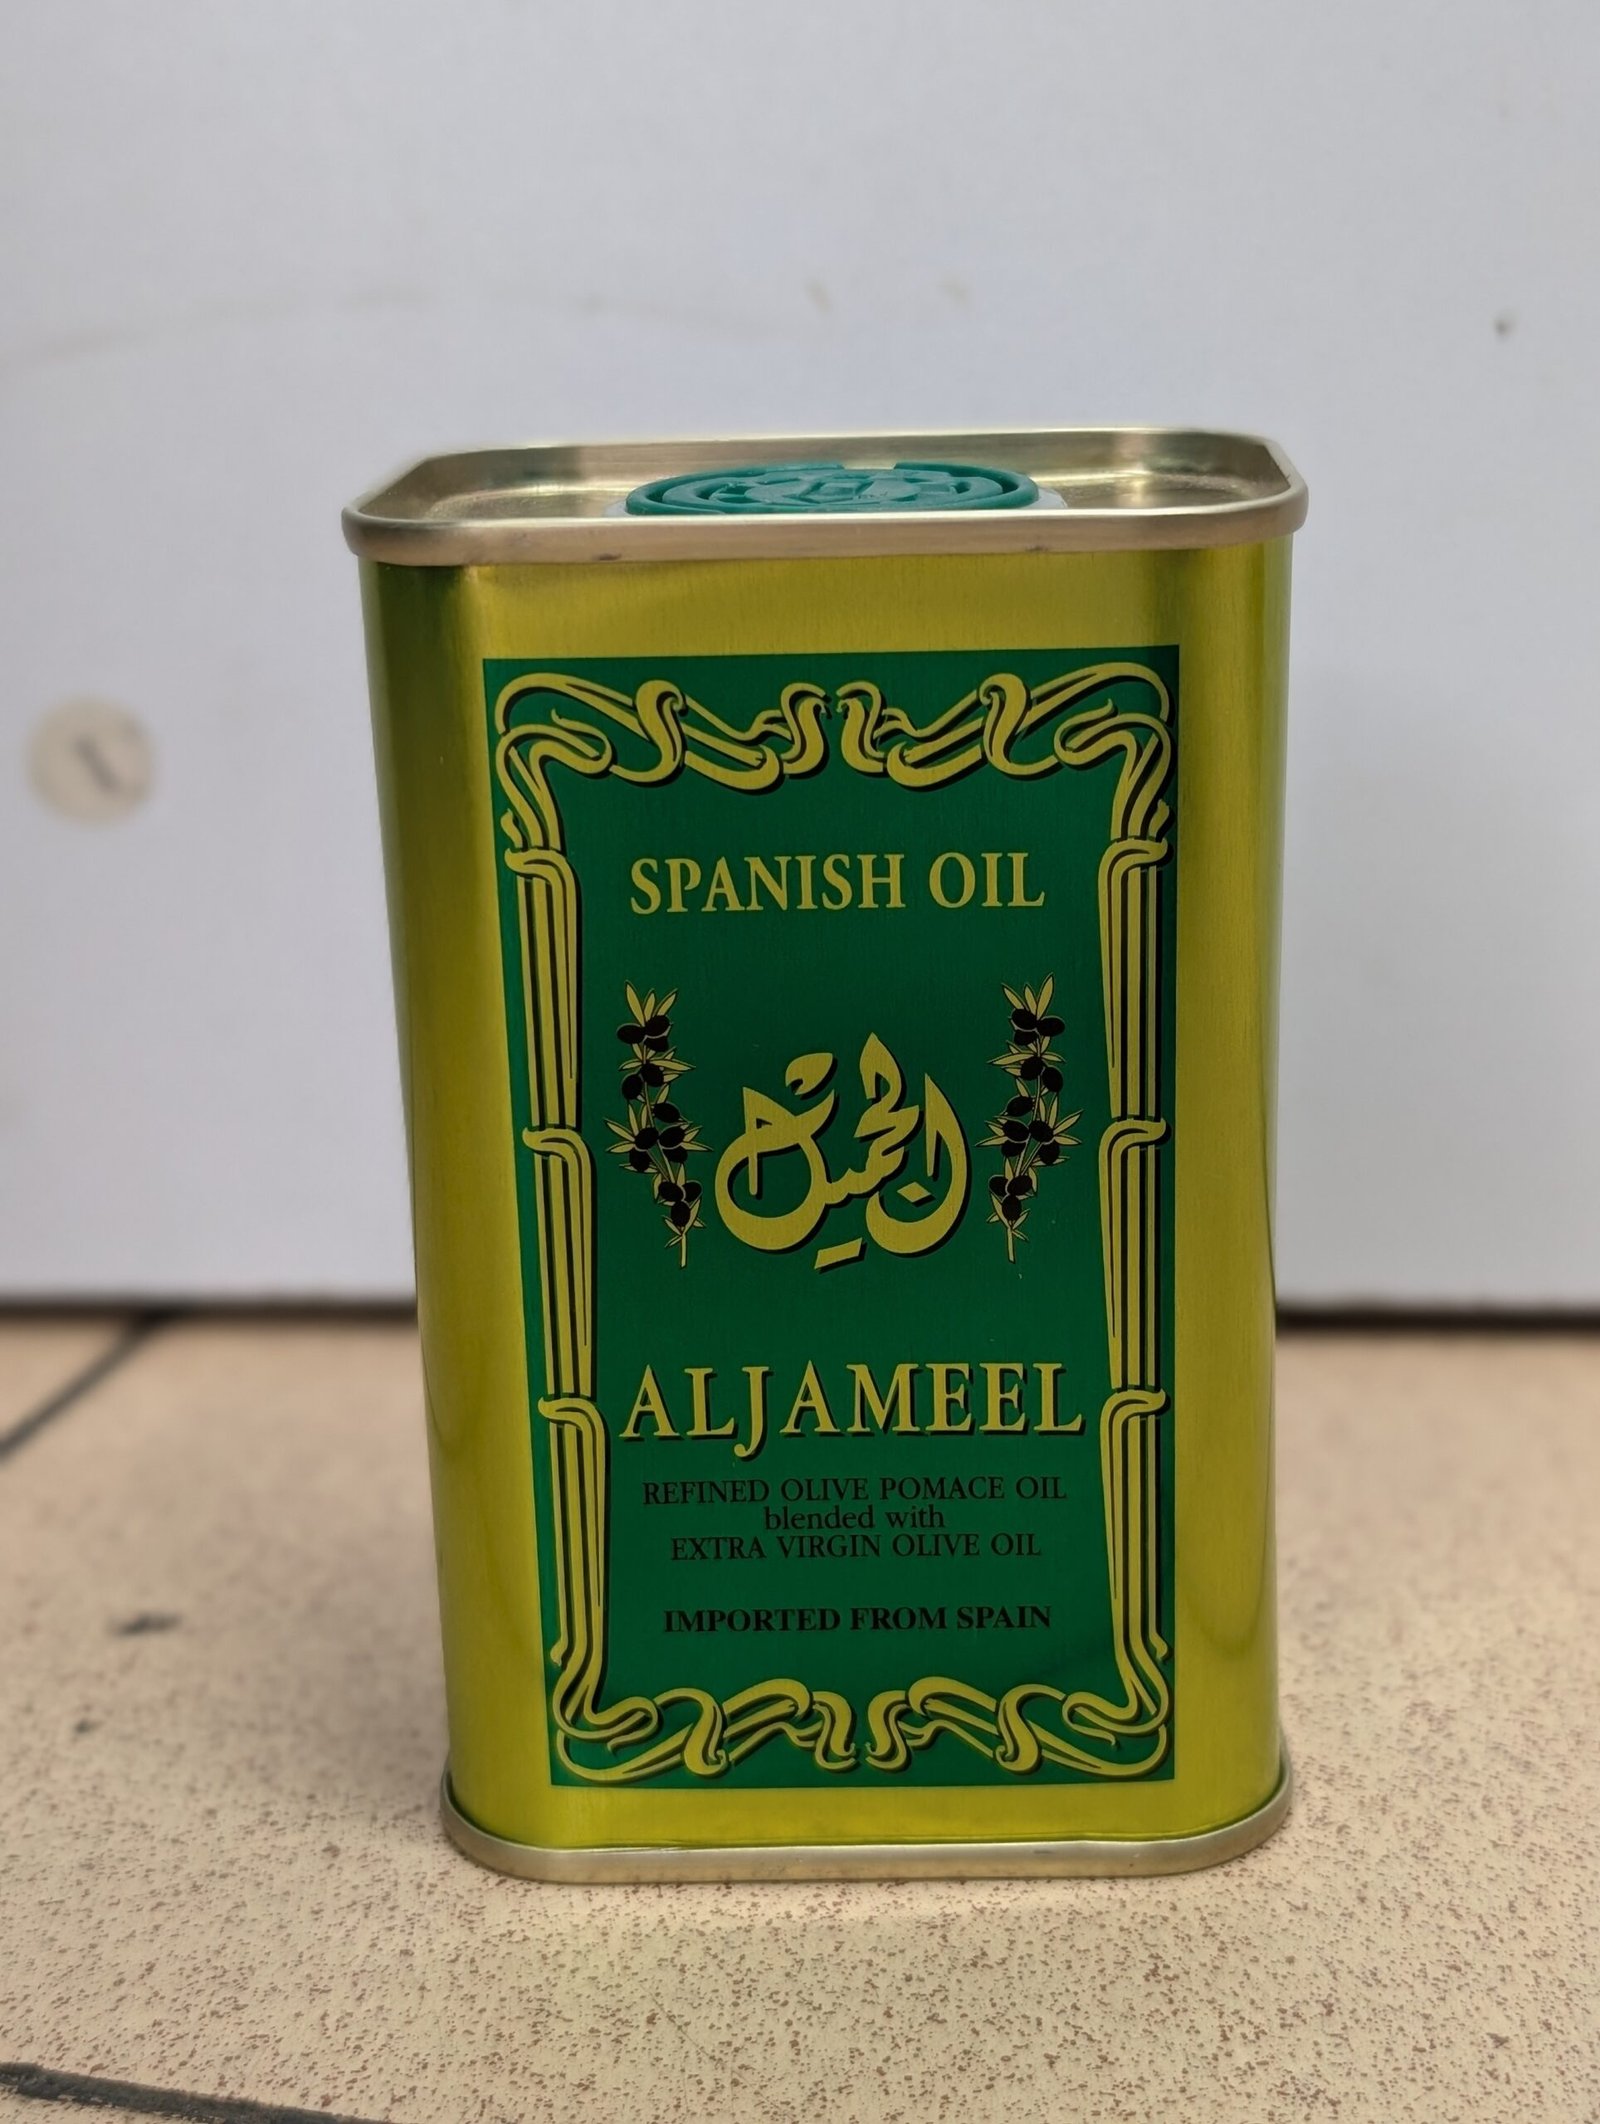 SPANISH OIL
الجميل
ALJAMEEL
REFINED OLIVE POMACE OIL
blended with
EXTRA VIRGIN OLIVE OIL
IMPORTED FROM SPAIN